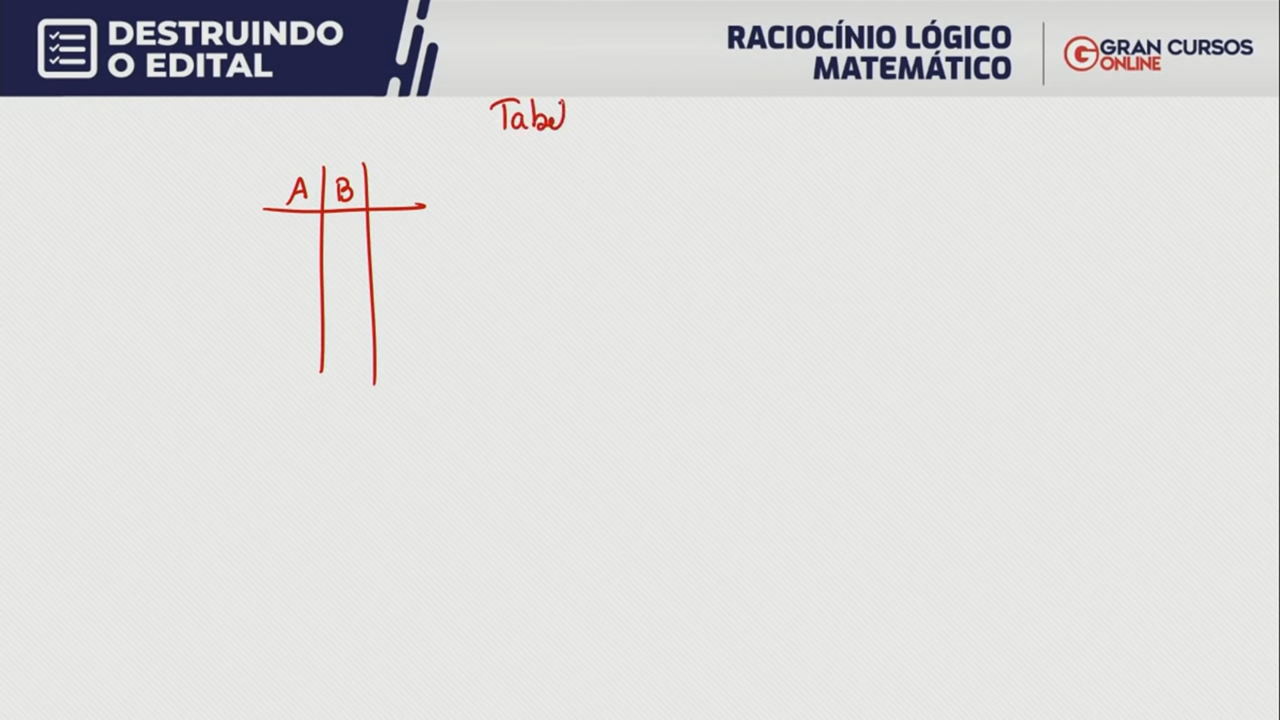 DESTRUINDO
O EDITAL
RACIOCÍNIO LÓGICO
MATEMÁTICO
GRAN CURSOS
ONLINE
Tabel
A B